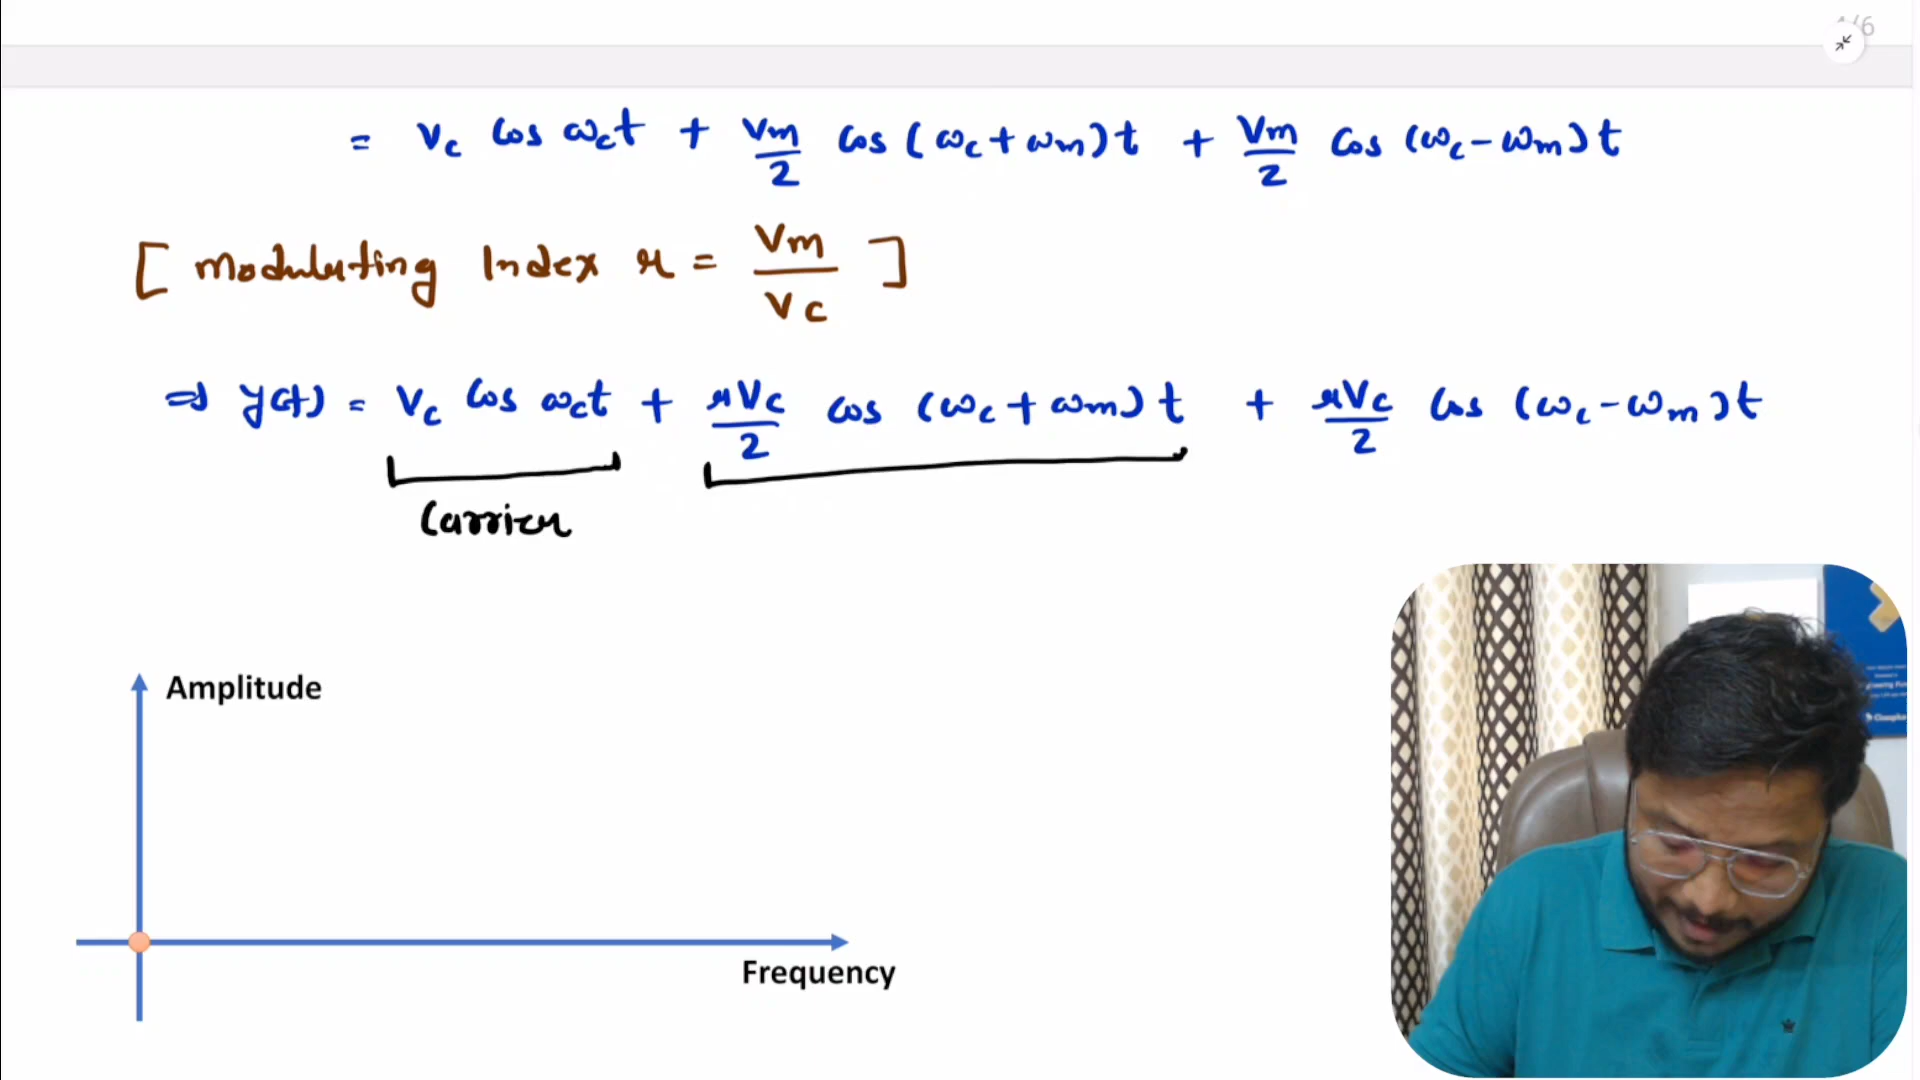 /6
= Vc Cos ωct + Vm/2 Cos (ωc + ωm) t + Vm/2 Cos (ωc - ωm) t
[ Modulating Index μ = Vm/Vc ]
⇒ y(t) = Vc Cos ωct + μVc/2 Cos (ωc + ωm) t + μVc/2 Cos (ωc - ωm) t
Carrier
Amplitude
Frequency